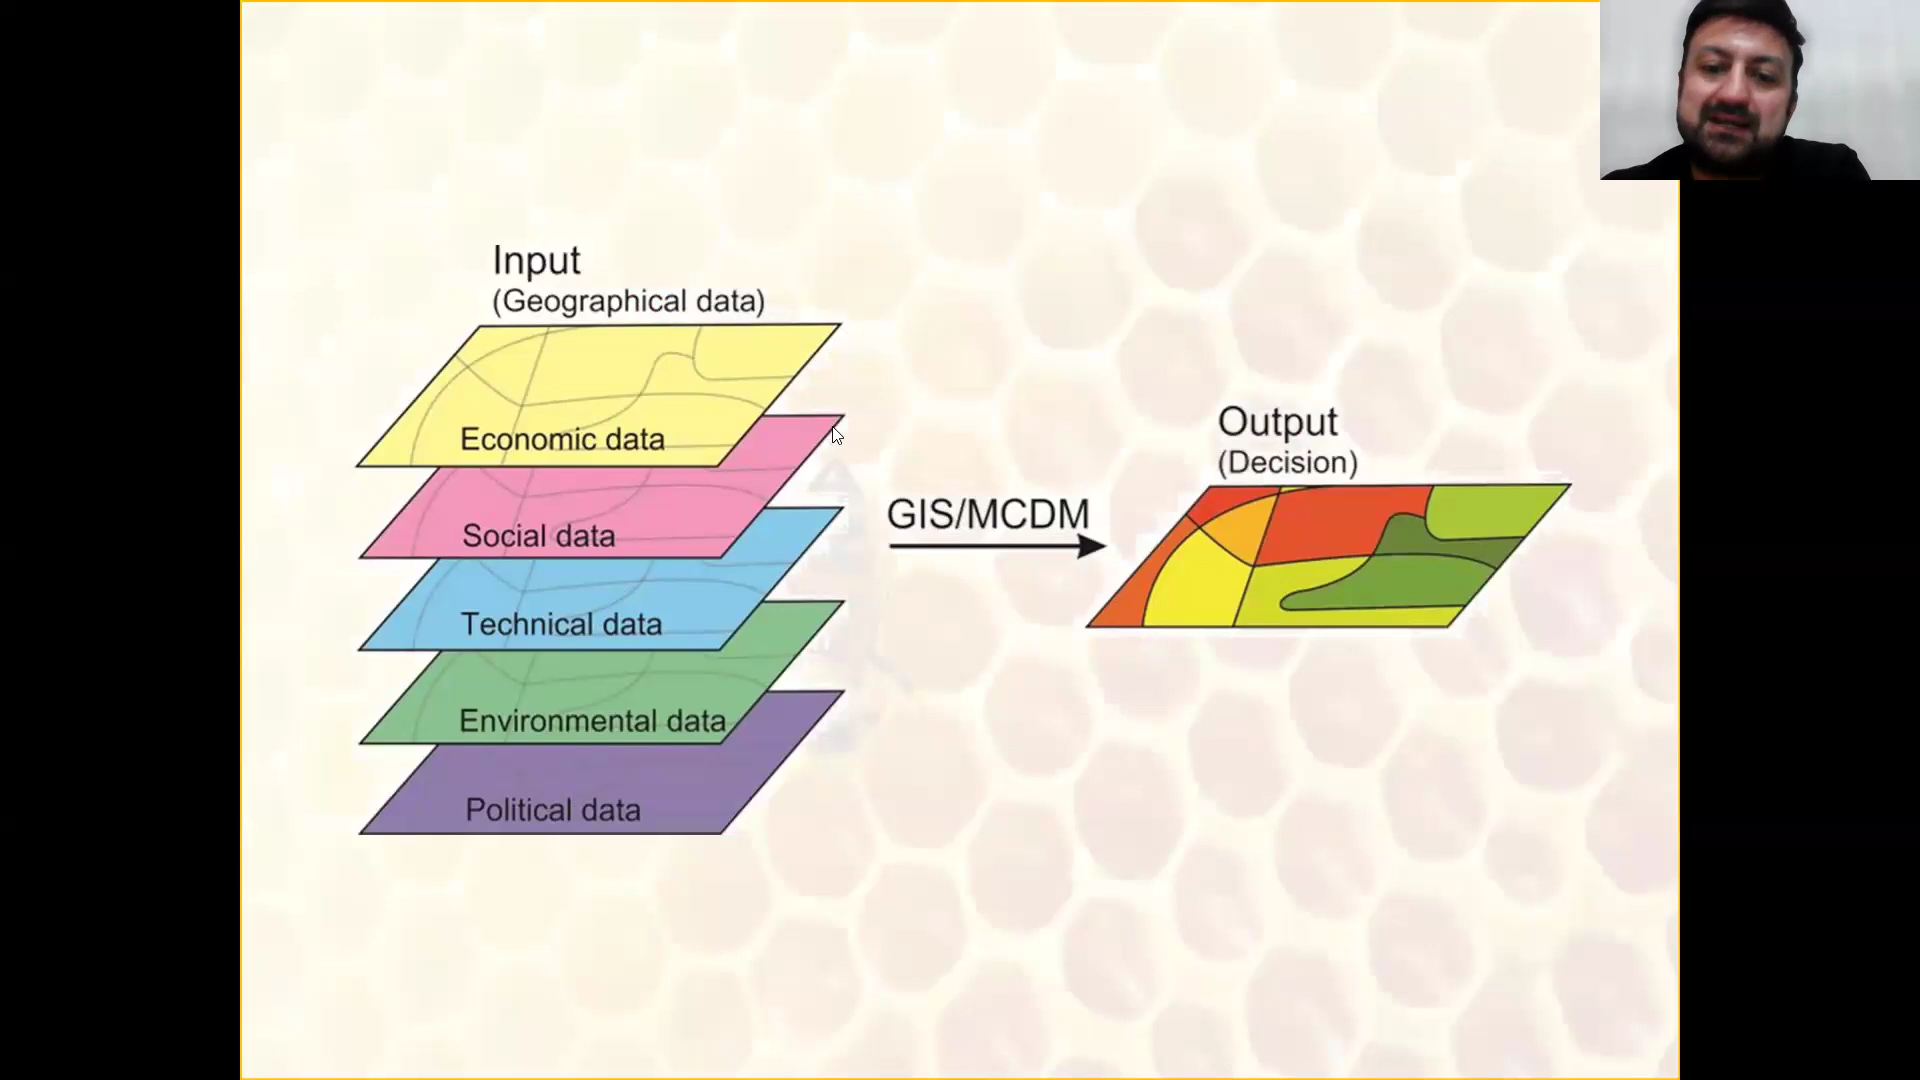 Input
(Geographical data)
Economic data
Social data
Technical data
Environmental data
Political data
GIS/MCDM
Output
(Decision)